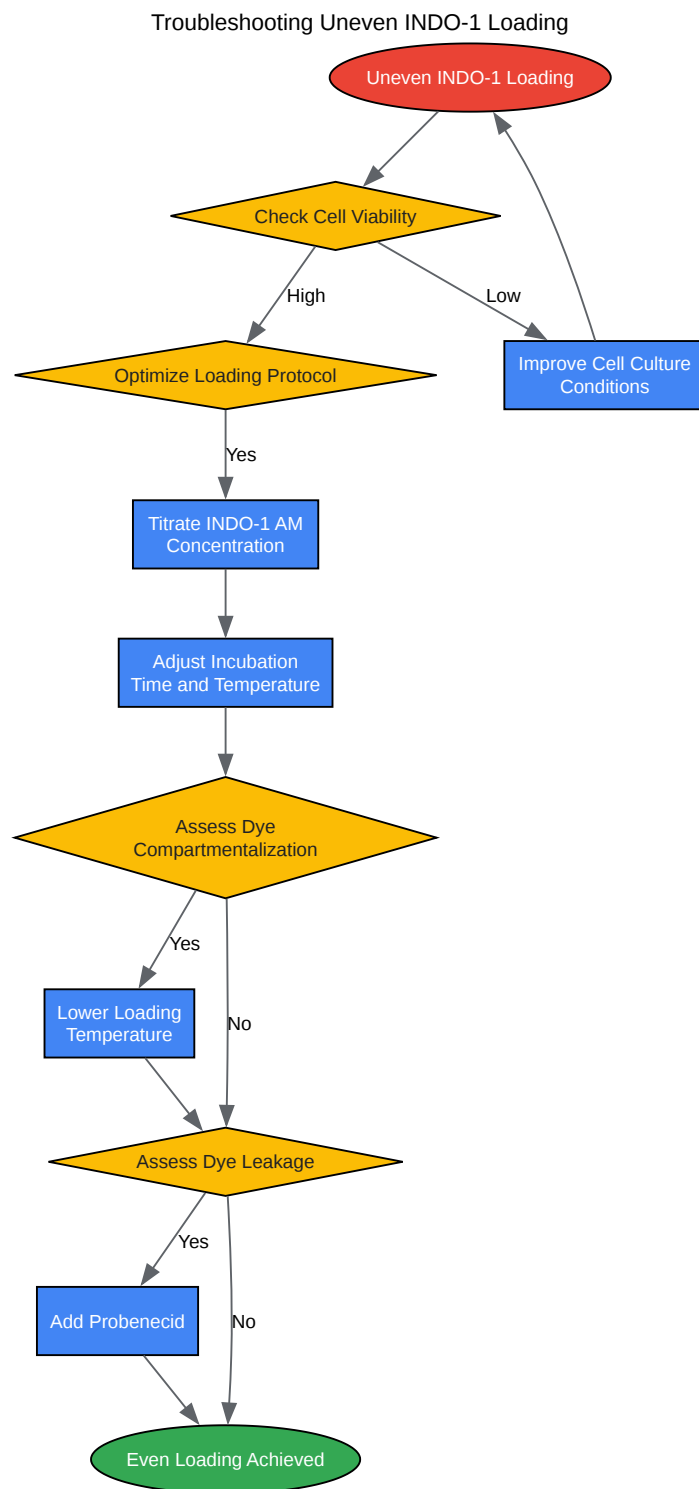 Troubleshooting Uneven INDO-1 Loading
Uneven INDO-1 Loading
Check Cell Viability
High
Low
Improve Cell Culture
Conditions
Optimize Loading Protocol
Yes
Titrate INDO-1 AM
Concentration
Adjust Incubation
Time and Temperature
Assess Dye
Compartmentalization
Yes
No
Lower Loading
Temperature
Assess Dye Leakage
Yes
No
Add Probenecid
Even Loading Achieved